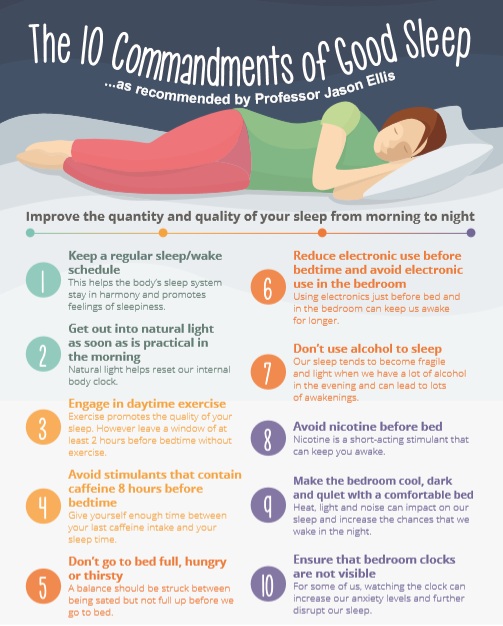 The 10 Commandments of Good Sleep
...as recommended by Professor Jason Ellis
Improve the quantity and quality of your sleep from morning to night
1
Keep a regular sleep/wake
schedule
This helps the body's sleep system
stay in harmony and promotes
feelings of sleepiness.
2
Get out into natural light
as soon as is practical in
the morning
Natural light helps reset our internal
body clock.
3
Engage in daytime exercise
Exercise promotes the quality of your
sleep. However leave a window of at
least 2 hours before bedtime without
exercise.
4
Avoid stimulants that contain
caffeine 8 hours before
bedtime
Give yourself enough time between
your last caffeine intake and your
sleep time.
5
Don't go to bed full, hungry
or thirsty
A balance should be struck between
being sated but not full up before we
go to bed.
6
Reduce electronic use before
bedtime and avoid electronic
use in the bedroom
Using electronics just before bed and
in the bedroom can keep us awake
for longer.
7
Don't use alcohol to sleep
Our sleep tends to become fragile
and light when we have a lot of alcohol
in the evening and can lead to lots
of awakenings.
8
Avoid nicotine before bed
Nicotine is a short-acting stimulant that
can keep you awake.
9
Make the bedroom cool, dark
and quiet with a comfortable bed
Heat, light and noise can impact on our
sleep and increase the chances that we
wake in the night.
10
Ensure that bedroom clocks
are not visible
For some of us, watching the clock can
increase our anxiety levels and further
disrupt our sleep.